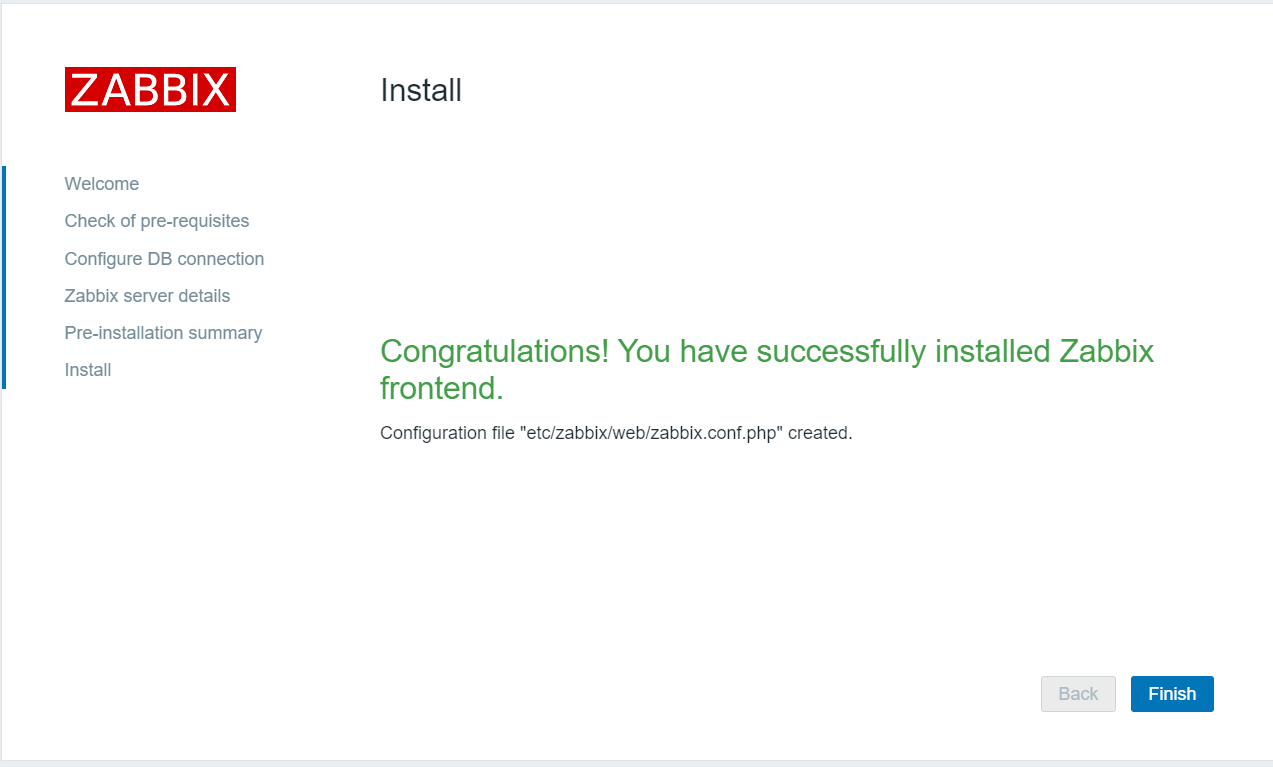 ZABBIX
Install
Welcome
Check of pre-requisites
Configure DB connection
Zabbix server details
Pre-installation summary
Install
Congratulations! You have successfully installed Zabbix
frontend.
Configuration file "etc/zabbix/web/zabbix.conf.php" created.
Back
Finish